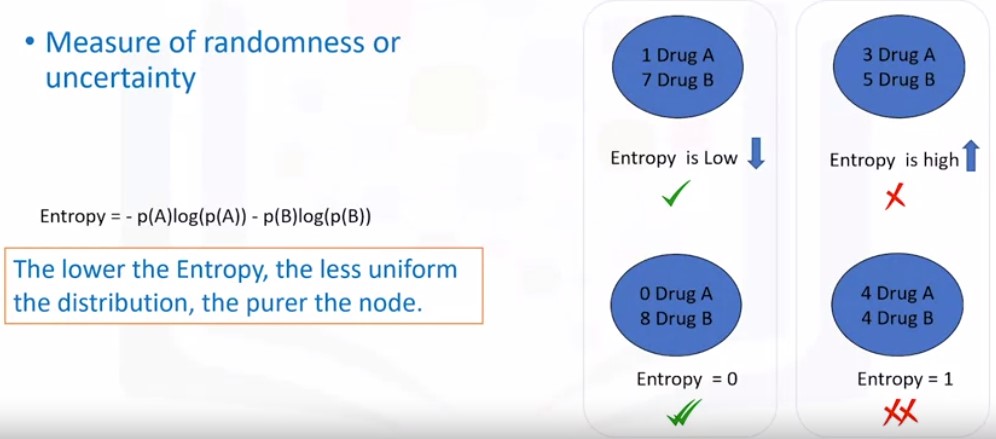 • Measure of randomness or
uncertainty
Entropy = - p(A)log(p(A)) - p(B)log(p(B))
The lower the Entropy, the less uniform
the distribution, the purer the node.
1 Drug A
7 Drug B
Entropy is Low
3 Drug A
5 Drug B
Entropy is high
0 Drug A
8 Drug B
Entropy = 0
4 Drug A
4 Drug B
Entropy = 1